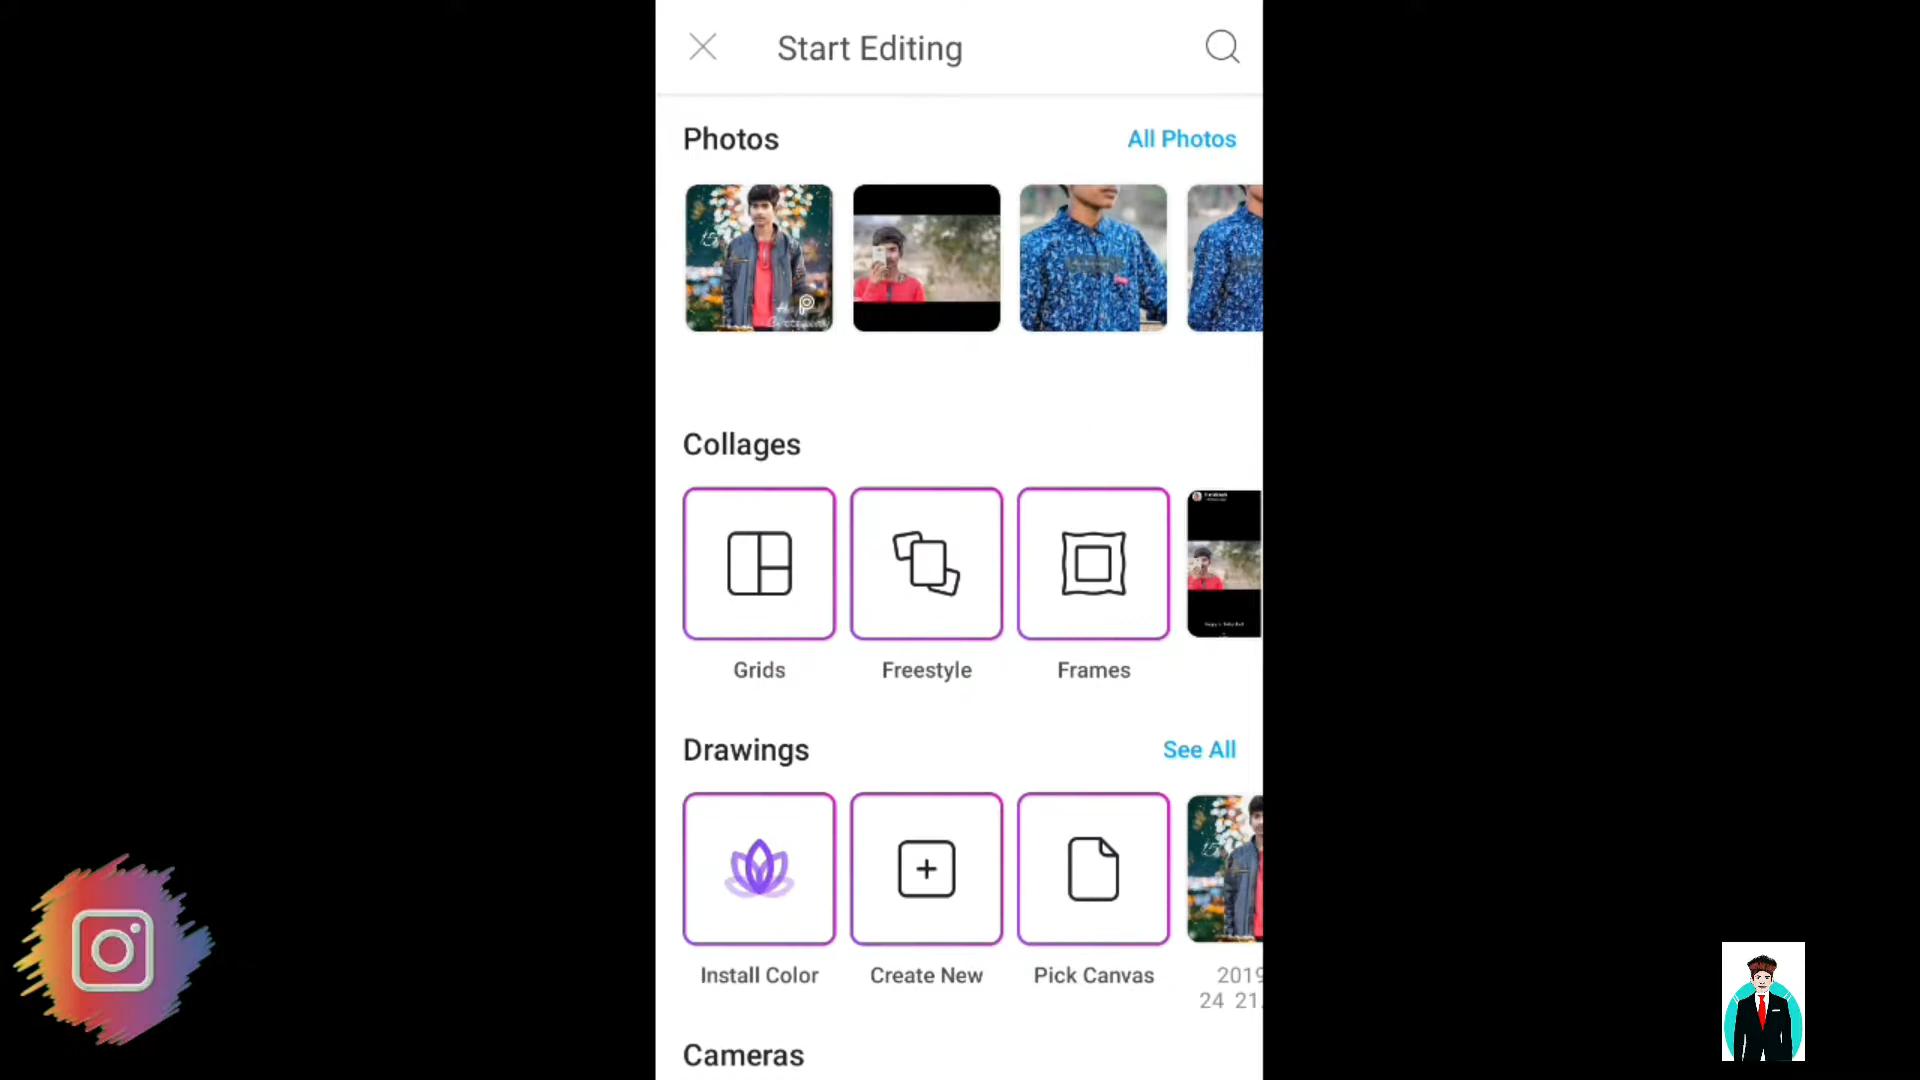 Start Editing
Photos
All Photos
Collages
Grids
Freestyle
Frames
Drawings
See All
Install Color
Create New
Pick Canvas
2019
24 21.
Cameras